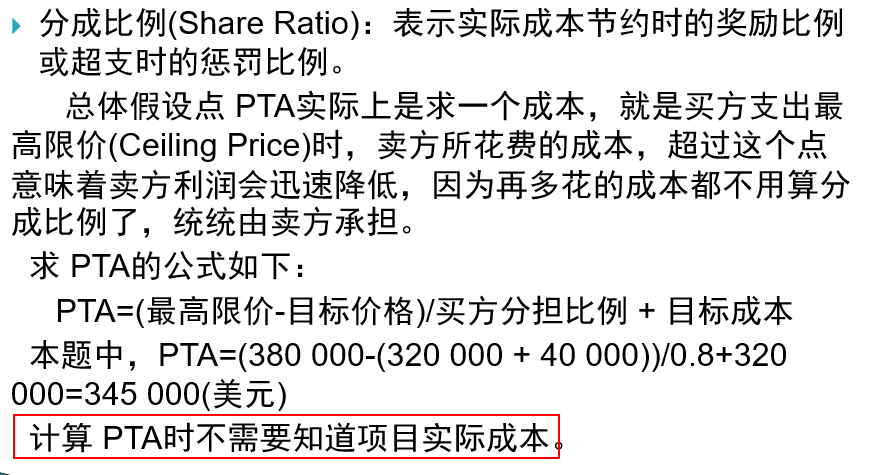 分成比例(Share Ratio)：表示实际成本节约时的奖励比例
或超支时的惩罚比例。
总体假设点 PTA实际上是求一个成本，就是买方支出最
高限价(Ceiling Price)时，卖方所花费的成本，超过这个点
意味着卖方利润会迅速降低，因为再多花的成本都不用算分
成比例了，统统由卖方承担。
求 PTA的公式如下：
PTA=(最高限价-目标价格)/买方分担比例 + 目标成本
本题中，PTA=(380 000-(320 000 + 40 000))/0.8+320
000=345 000(美元)
计算 PTA时不需要知道项目实际成本。